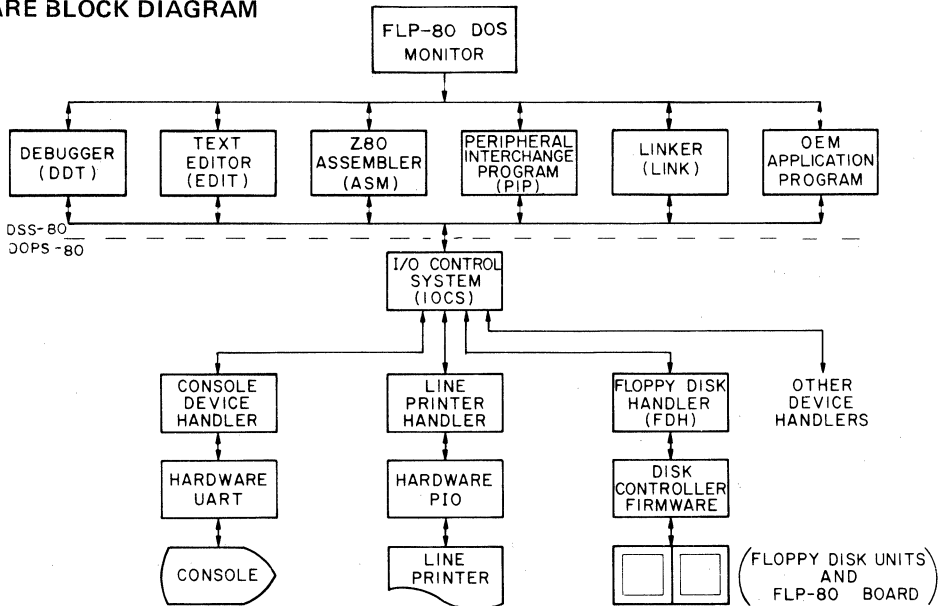 ARE BLOCK DIAGRAM
FLP-80 DOS
MONITOR
DEBUGGER
(DDT)
TEXT
EDITOR
(EDIT)
Z80
ASSEMBLER
(ASM)
PERIPHERAL
INTERCHANGE
PROGRAM
(PIP)
LINKER
(LINK)
OEM
APPLICATION
PROGRAM
DSS-80
DOPS-80
I/O CONTROL
SYSTEM
(IOCS)
CONSOLE
DEVICE
HANDLER
LINE
PRINTER
HANDLER
FLOPPY DISK
HANDLER
(FDH)
OTHER
DEVICE
HANDLERS
HARDWARE
UART
HARDWARE
PIO
DISK
CONTROLLER
FIRMWARE
CONSOLE
LINE
PRINTER
(FLOPPY DISK UNITS
AND
FLP-80 BOARD)